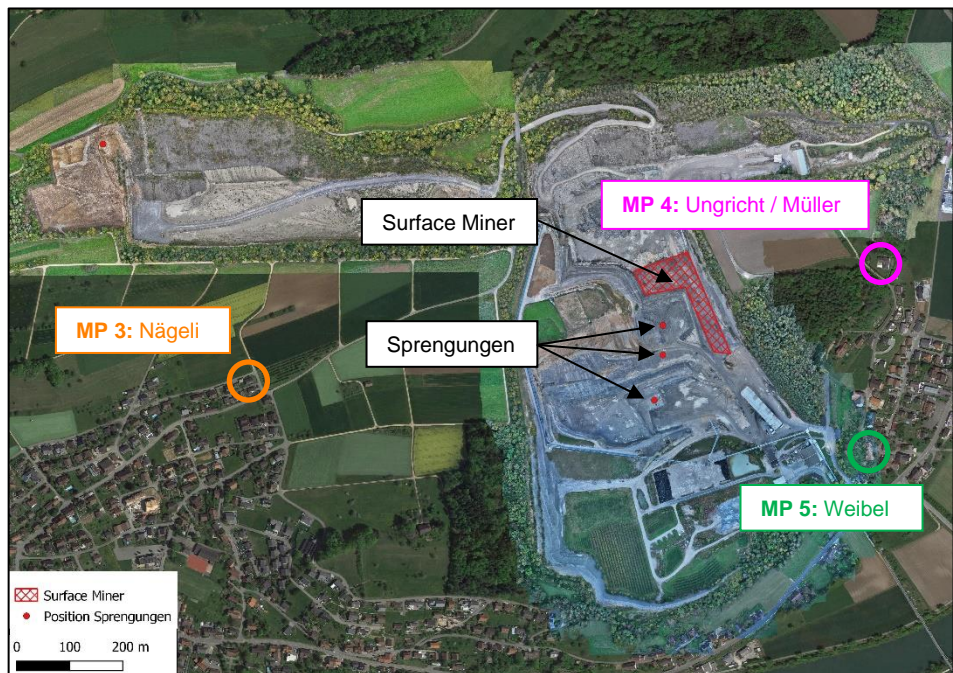 MP 4: Ungricht / Müller
Surface Miner
MP 3: Nägeli
Sprengungen
MP 5: Weibel
Surface Miner
Position Sprengungen
0 100 200 m